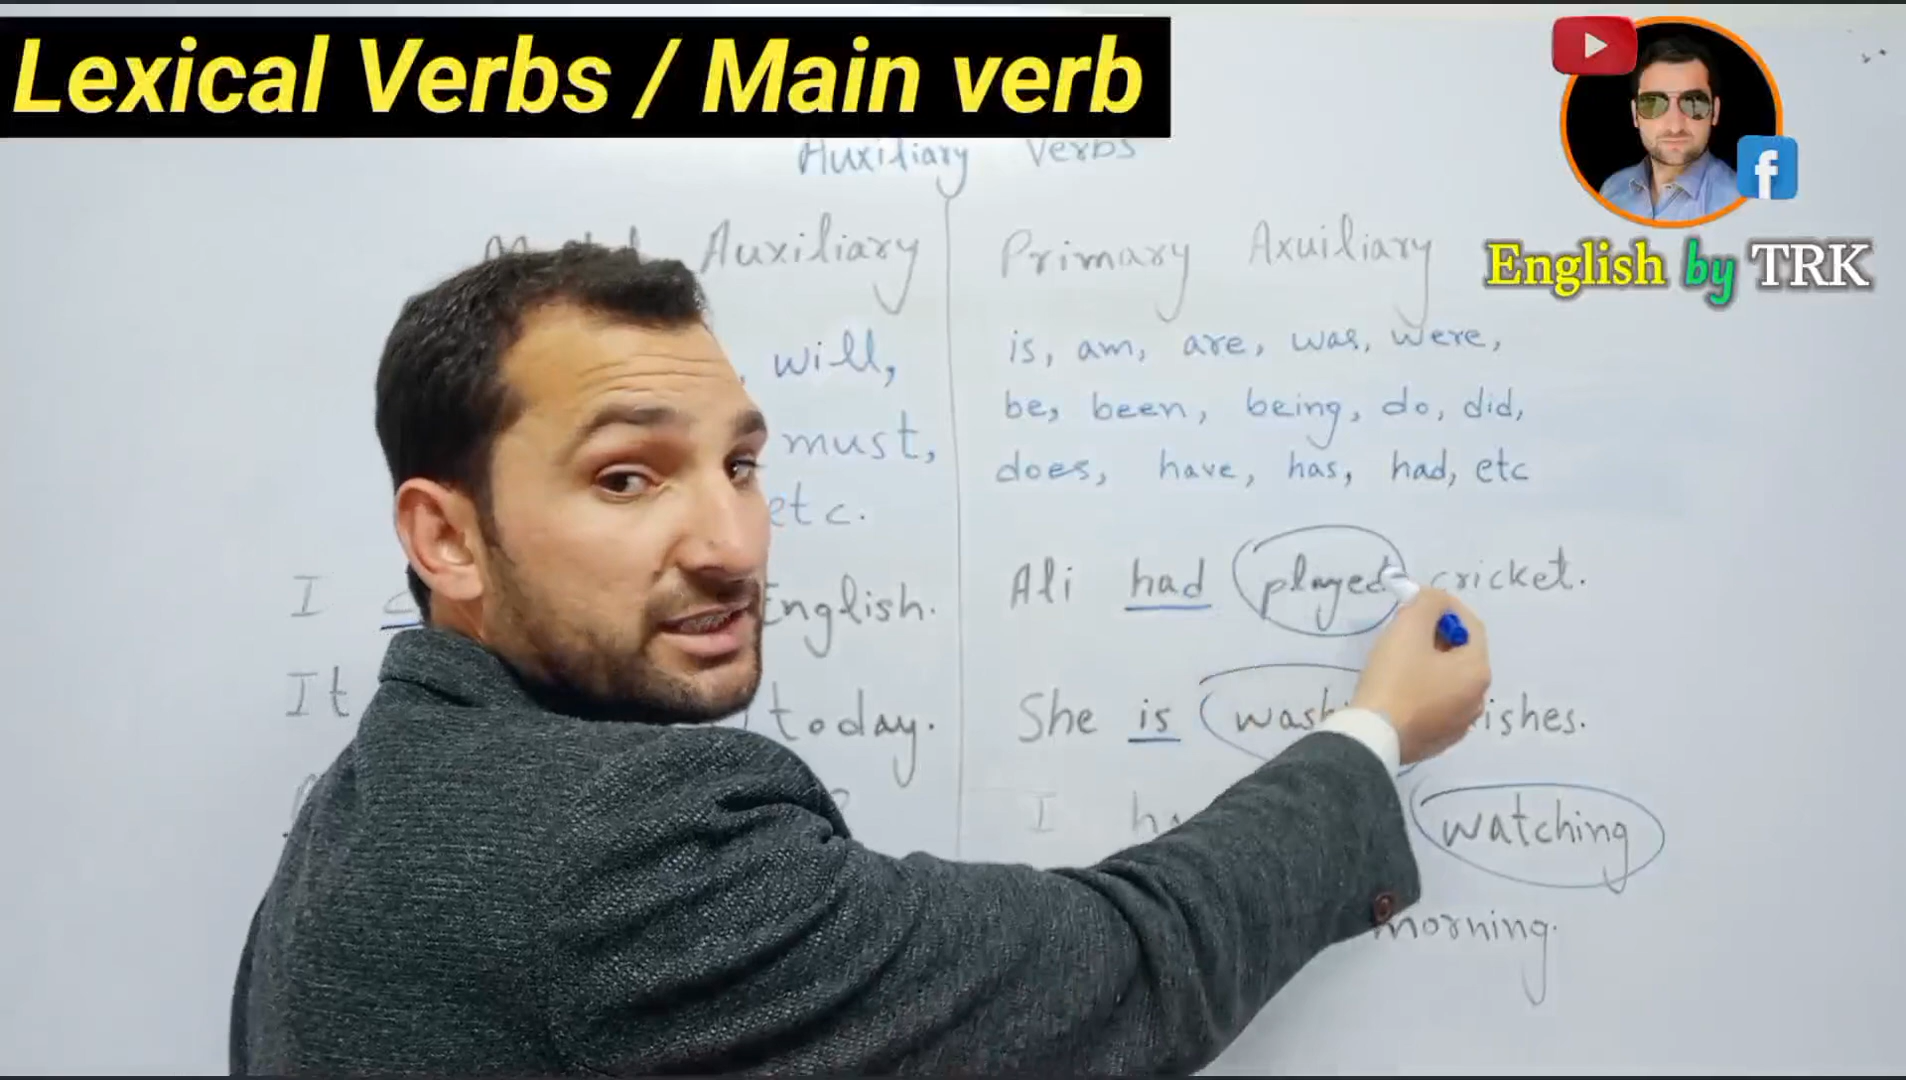 Lexical Verbs / Main verb
Auxiliary Verbs
English by TRK
Auxiliary
Primary Axuiliary
will,
must,
etc.
is, am, are, was, were,
be, been, being, do, did,
does, have, has, had, etc
I English.
It today.
Ali had played cricket.
She is
I watching
morning.